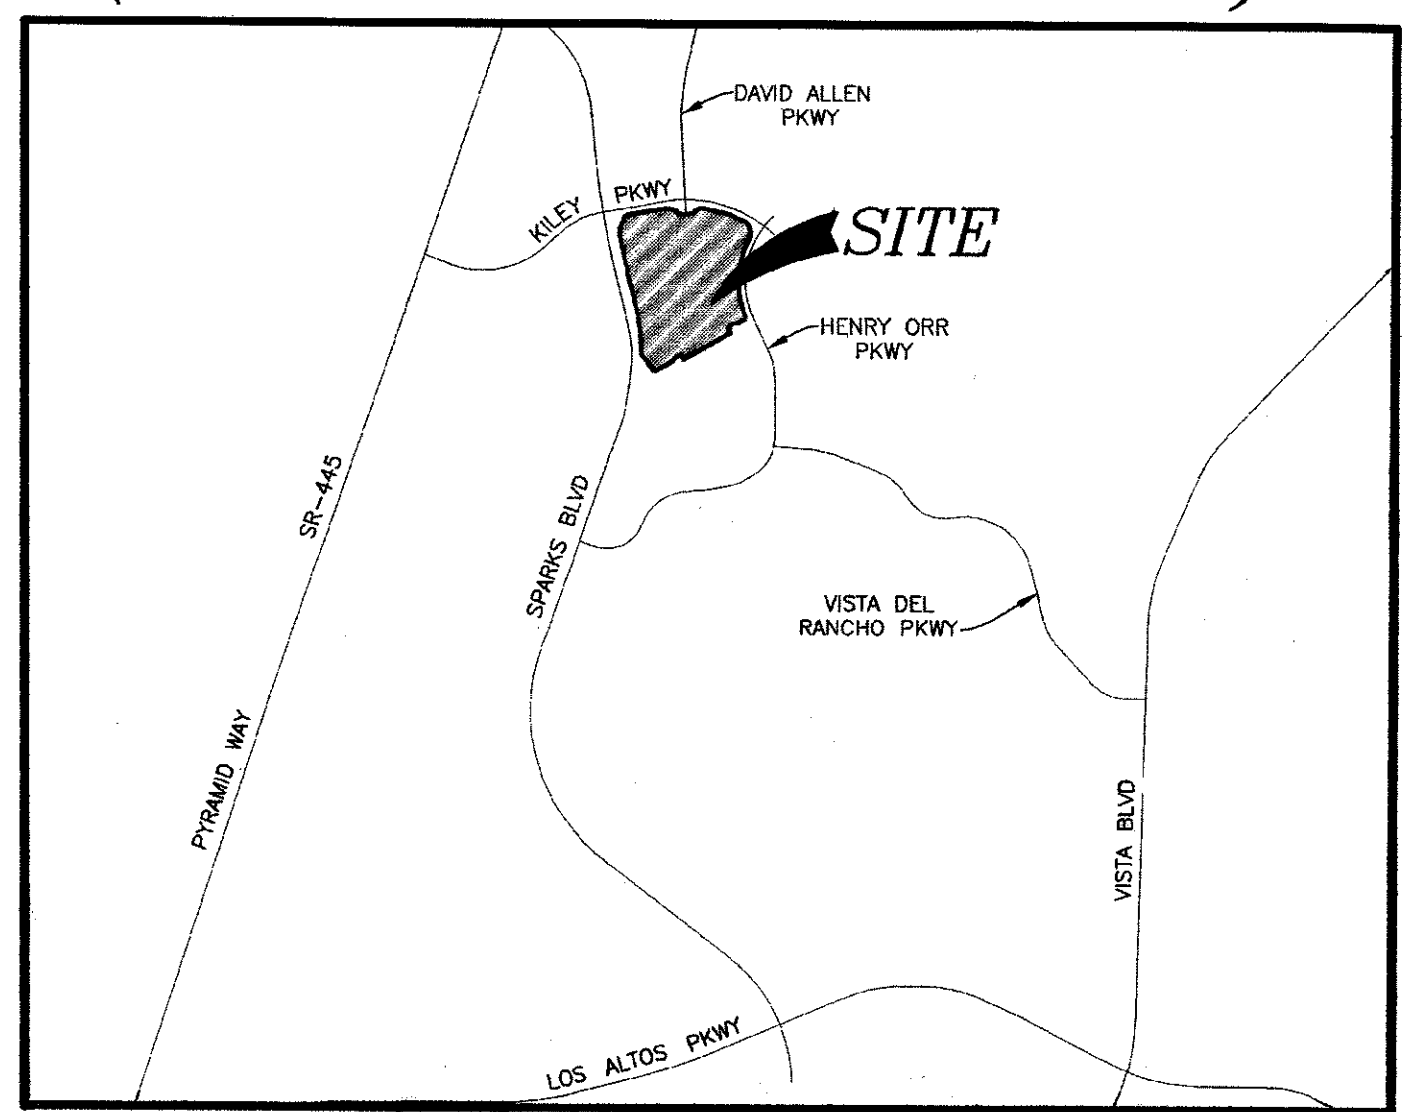 DAVID ALLEN
PKWY
KILEY PKWY
SITE
HENRY ORR
PKWY
SR-445
SPARKS BLVD
VISTA DEL
RANCHO PKWY
PYRAMID WAY
VISTA BLVD
LOS ALTOS PKWY